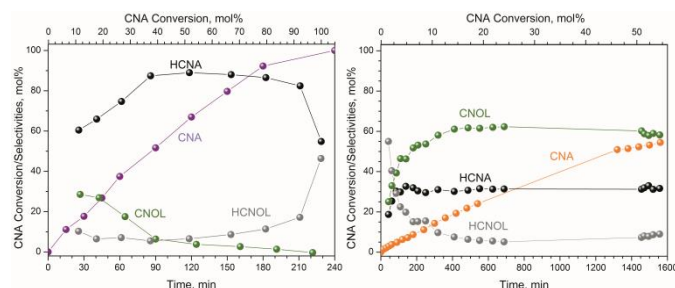 CNA Conversion, mol%
0 10 20 30 40 50 60 70 80 90 100
CNA Conversion/Selectivities, mol%
100
80
60
40
20
0
HCNA
CNA
CNOL
HCNOL
0 30 60 90 120 150 180 210 240
Time, min
CNA Conversion, mol%
0 10 20 30 40 50
CNA Conversion/Selectivities, mol%
100
80
60
40
20
0
CNOL
CNA
HCNA
HCNOL
0 200 400 600 800 1000 1200 1400 1600
Time, min